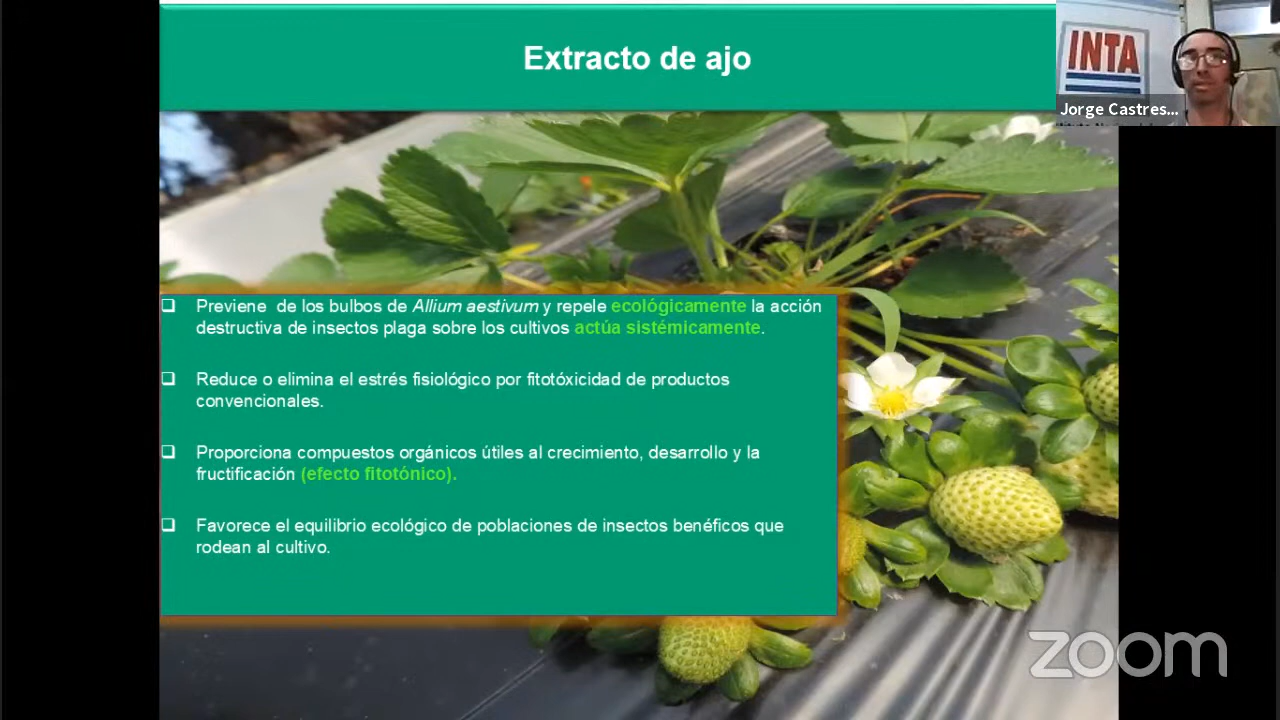 Extracto de ajo
INTA
Jorge Castres...
❑ Previene de los bulbos de Allium aestivum y repele ecológicamente la acción
destructiva de insectos plaga sobre los cultivos actúa sistémicamente.
❑ Reduce o elimina el estrés fisiológico por fitotóxicidad de productos
convencionales.
❑ Proporciona compuestos orgánicos útiles al crecimiento, desarrollo y la
fructificación (efecto fitotónico).
❑ Favorece el equilibrio ecológico de poblaciones de insectos benéficos que
rodean al cultivo.
zoom